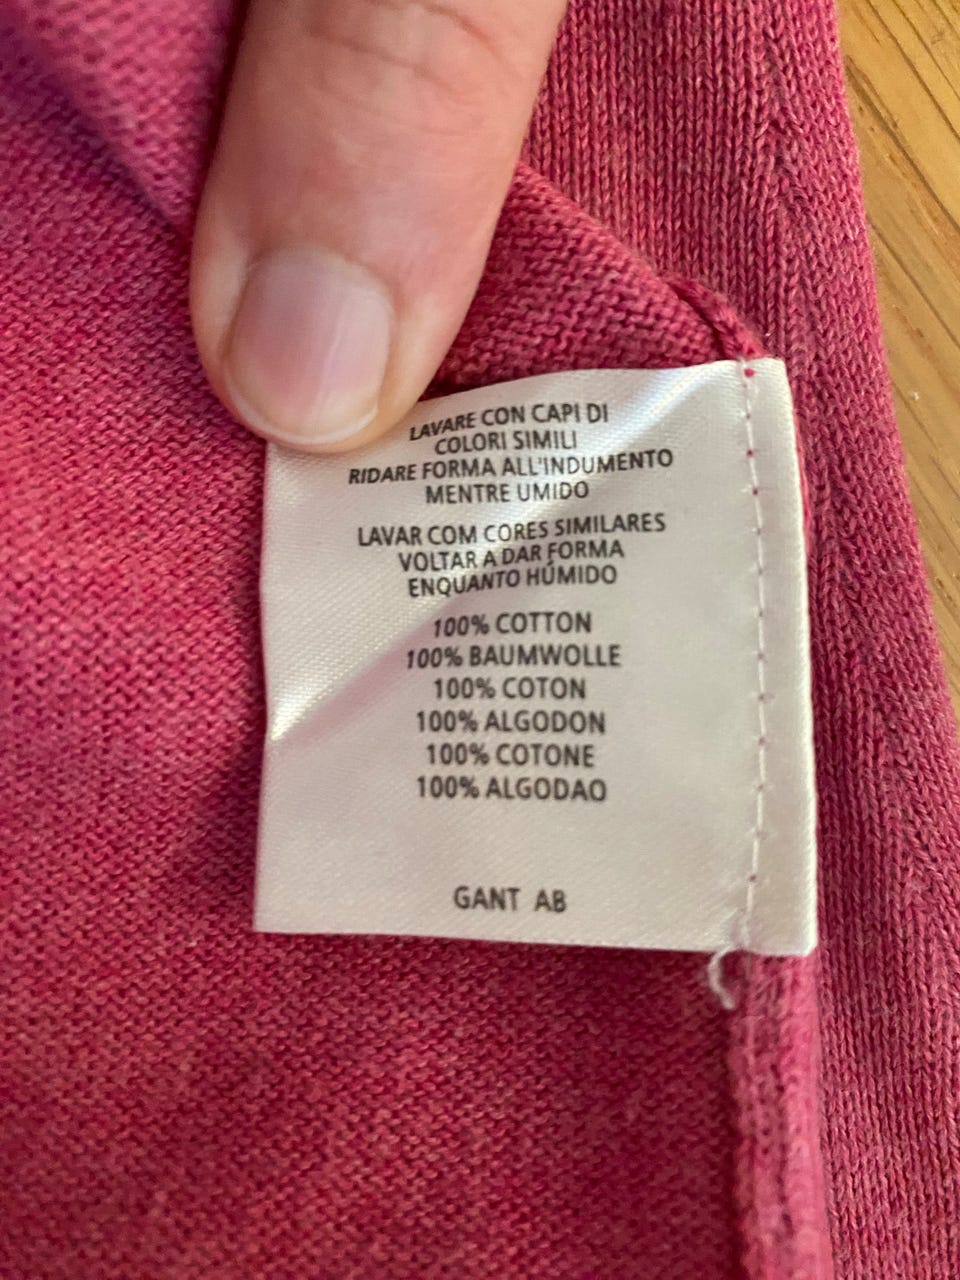 LAVARE CON CAPI DI
COLORI SIMILI
RIDARE FORMA ALL'INDUMENTO
MENTRE UMIDO
LAVAR COM CORES SIMILARES
VOLTAR A DAR FORMA
ENQUANTO HÚMIDO
100% COTTON
100% BAUMWOLLE
100% COTON
100% ALGODON
100% COTONE
100% ALGODAO
GANT AB